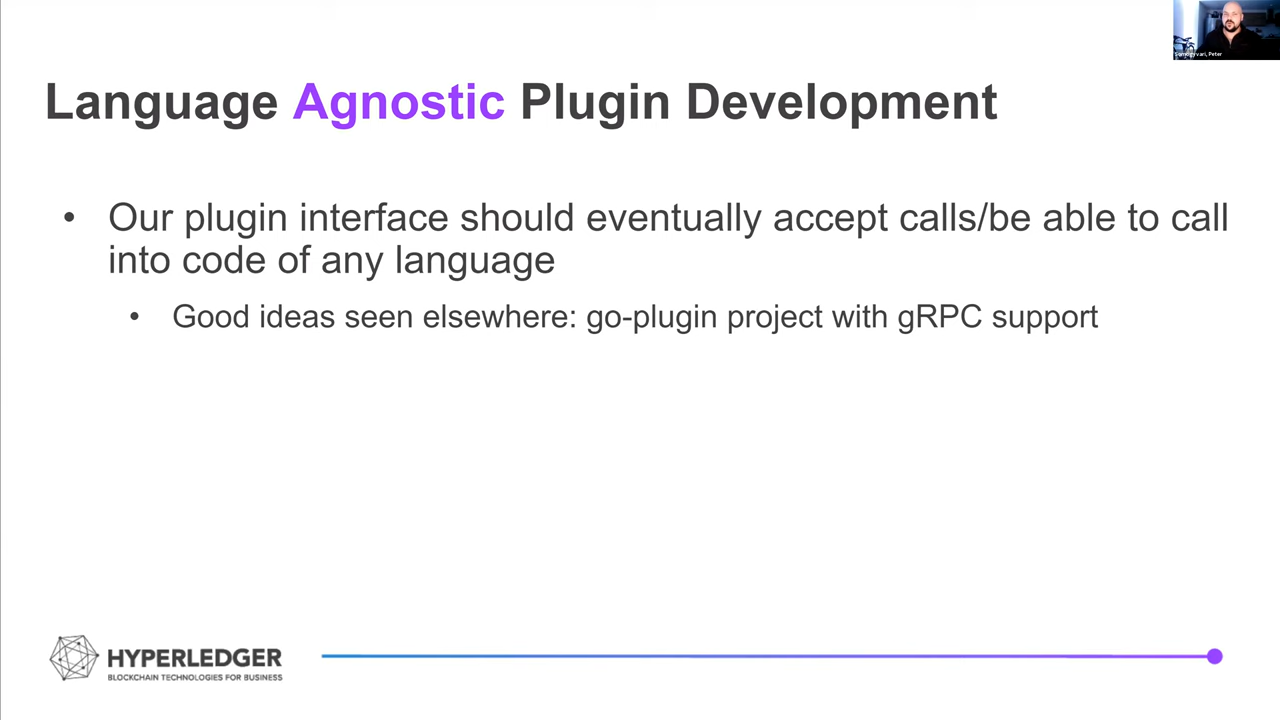 Language Agnostic Plugin Development
• Our plugin interface should eventually accept calls/be able to call
into code of any language
• Good ideas seen elsewhere: go-plugin project with gRPC support
HYPERLEDGER
BLOCKCHAIN TECHNOLOGIES FOR BUSINESS
Peter